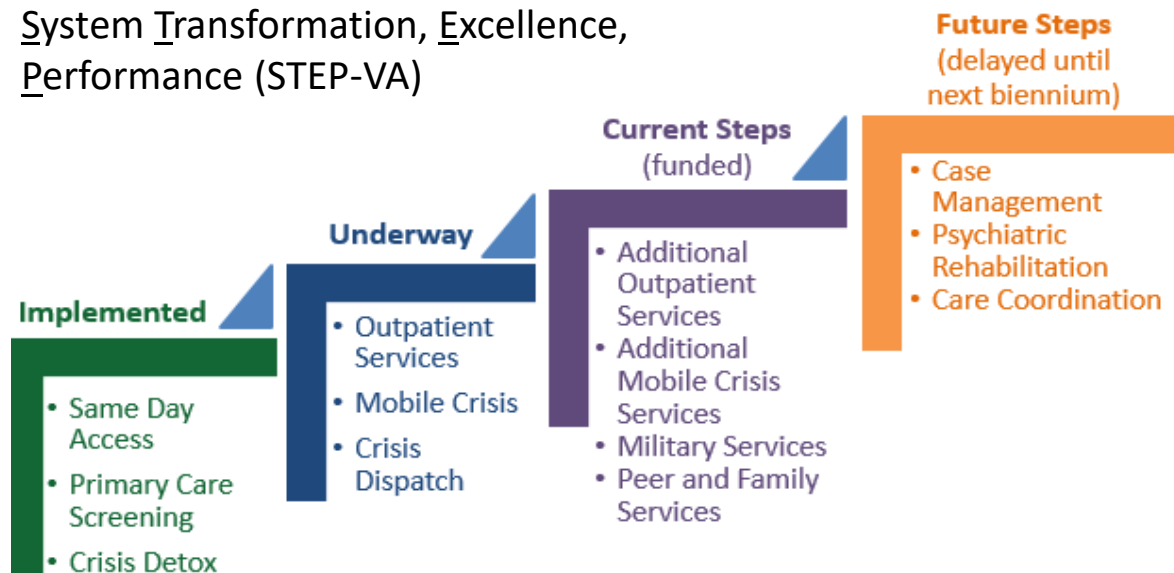 System Transformation, Excellence,
Performance (STEP-VA)
Implemented
• Same Day
Access
• Primary Care
Screening
• Crisis Detox
Underway
• Outpatient
Services
• Mobile Crisis
• Crisis
Dispatch
Current Steps
(funded)
• Additional
Outpatient
Services
• Additional
Mobile Crisis
Services
• Military Services
• Peer and Family
Services
Future Steps
(delayed until
next biennium)
• Case
Management
• Psychiatric
Rehabilitation
• Care Coordination